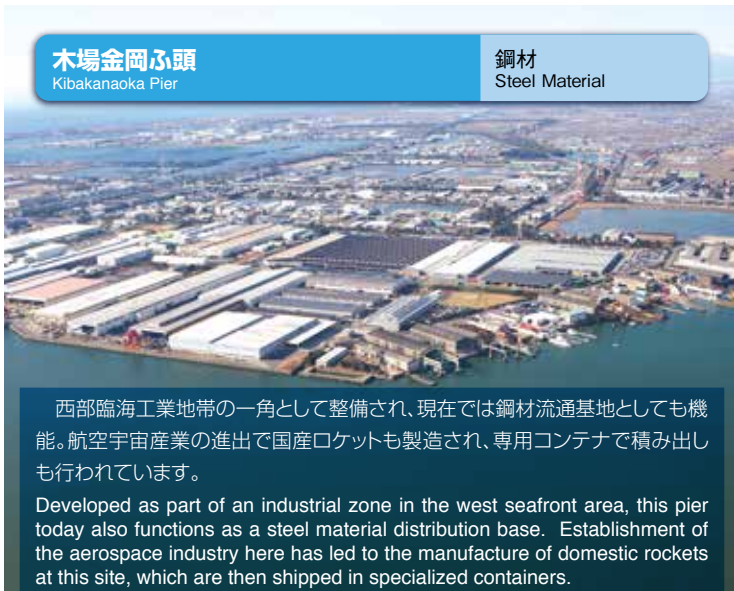 木場金岡ふ頭
Kibakanaoka Pier
鋼材
Steel Material
西部臨海工業地帯の一角として整備され、現在では鋼材流通基地としても機
能。航空宇宙産業の進出で国産ロケットも製造され、専用コンテナで積み出し
も行われています。
Developed as part of an industrial zone in the west seafront area, this pier
today also functions as a steel material distribution base. Establishment of
the aerospace industry here has led to the manufacture of domestic rockets
at this site, which are then shipped in specialized containers.